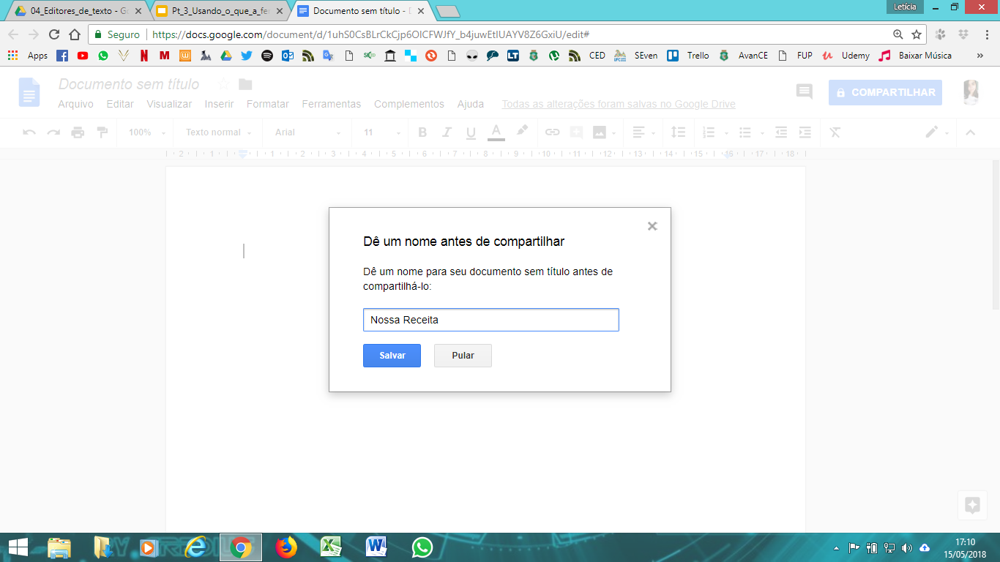 04_Editores_de_texto - Go
Pt_3_Usando_o_que_a_fer
Documento sem título - D
Letícia
Seguro
https://docs.google.com/document/d/1uhS0CsBLrCkCjp6OICFWJfY_b4juwEtIUAYV8Z6GxiU/edit#
Apps
CED
SEven
Trello
AvanCE
FUP
Udemy
Baixar Música
»
Documento sem título
Arquivo Editar Visualizar Inserir Formatar Ferramentas Complementos Ajuda Todas as alterações foram salvas no Google Drive
COMPARTILHAR
100% Texto normal Arial 11 B I U A
2 1 1 2 3 4 5 6 7 8 9 10 11 12 13 14 15 16 17 18
Dê um nome antes de compartilhar
Dê um nome para seu documento sem título antes de
compartilhá-lo:
Nossa Receita
Salvar Pular
17:10
15/05/2018